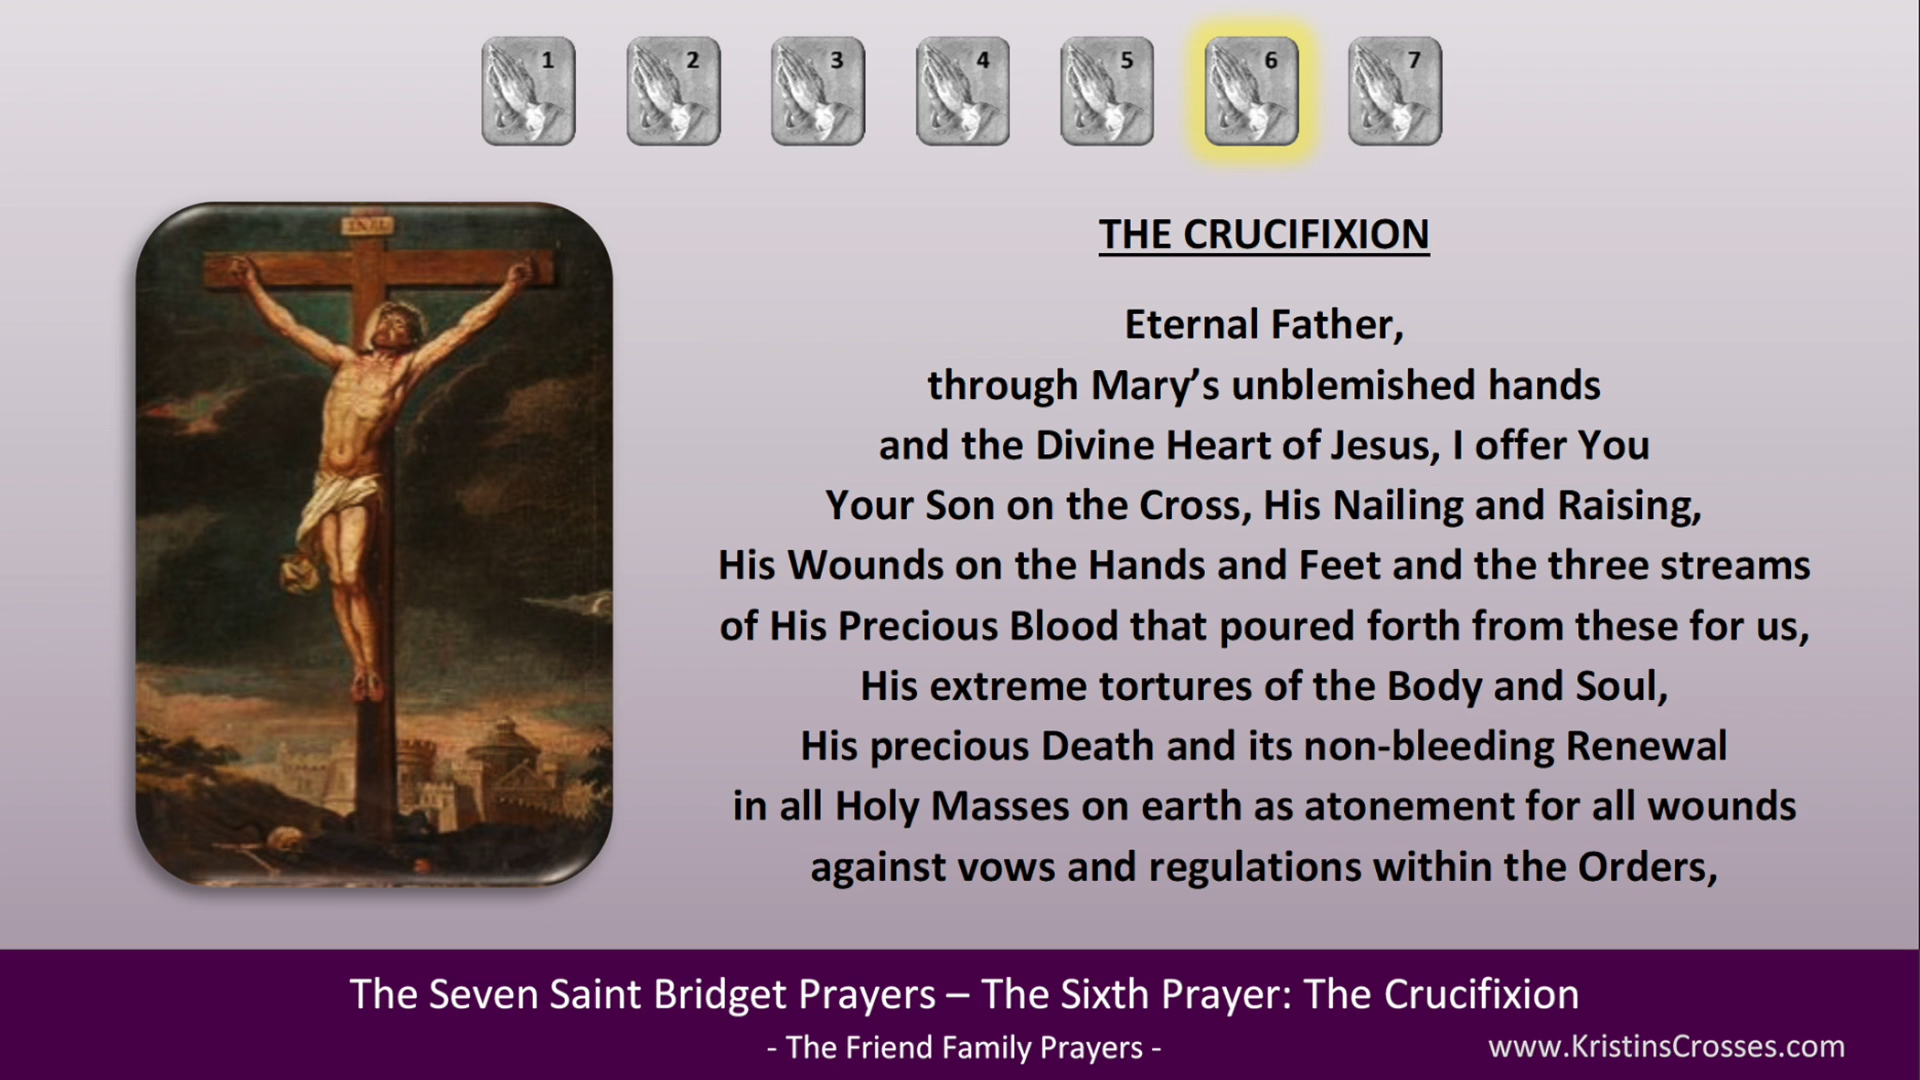 1 2 3 4 5 6 7
INRI
THE CRUCIFIXION
Eternal Father,
through Mary’s unblemished hands
and the Divine Heart of Jesus, I offer You
Your Son on the Cross, His Nailing and Raising,
His Wounds on the Hands and Feet and the three streams
of His Precious Blood that poured forth from these for us,
His extreme tortures of the Body and Soul,
His precious Death and its non-bleeding Renewal
in all Holy Masses on earth as atonement for all wounds
against vows and regulations within the Orders,
The Seven Saint Bridget Prayers – The Sixth Prayer: The Crucifixion
- The Friend Family Prayers -
www.KristinsCrosses.com